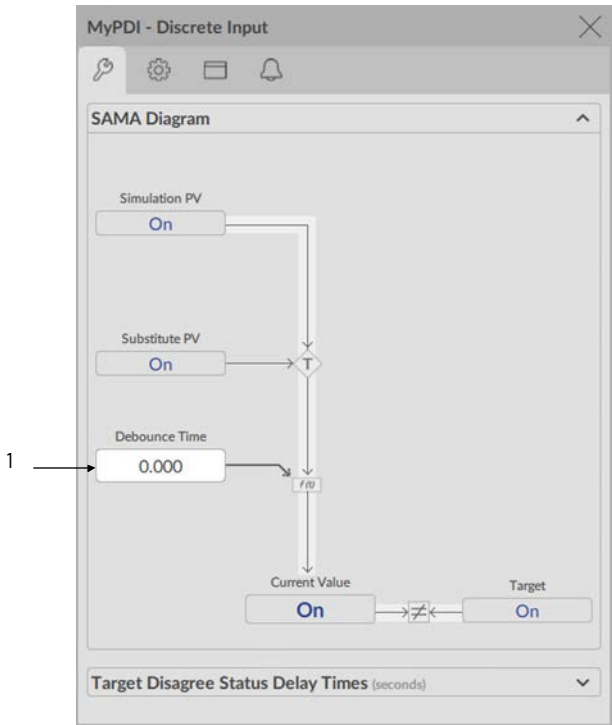 MyPDI - Discrete Input
SAMA Diagram
Simulation PV
On
Substitute PV
On
T
Debounce Time
1
0.000
f(t)
Current Value
Target
On
≠
On
Target Disagree Status Delay Times (seconds)